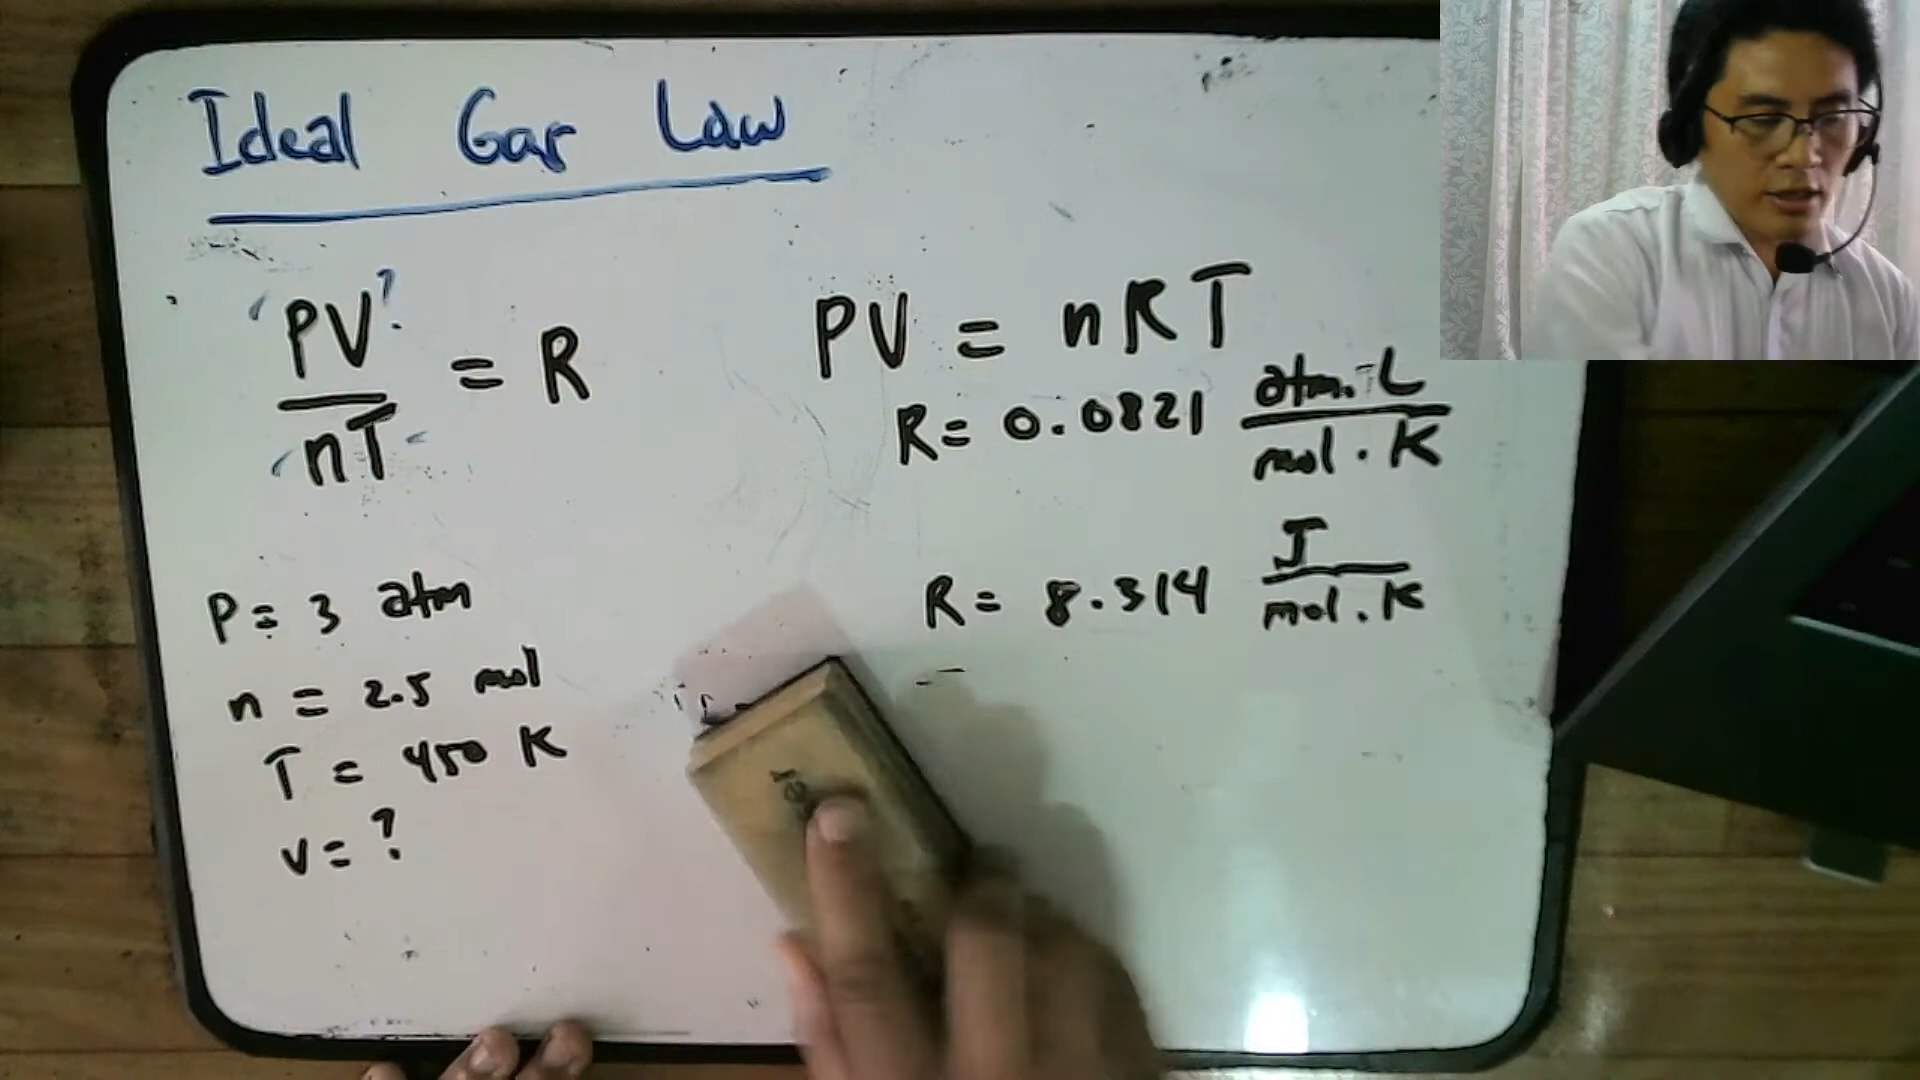 Ideal Gas Law
PV?
nT
= R
PV = nRT
R = 0.0821 atm. L
mol . K
R = 8.314 J
mol . K
P = 3 atm
n = 2.5 mol
T = 450 K
V = ?